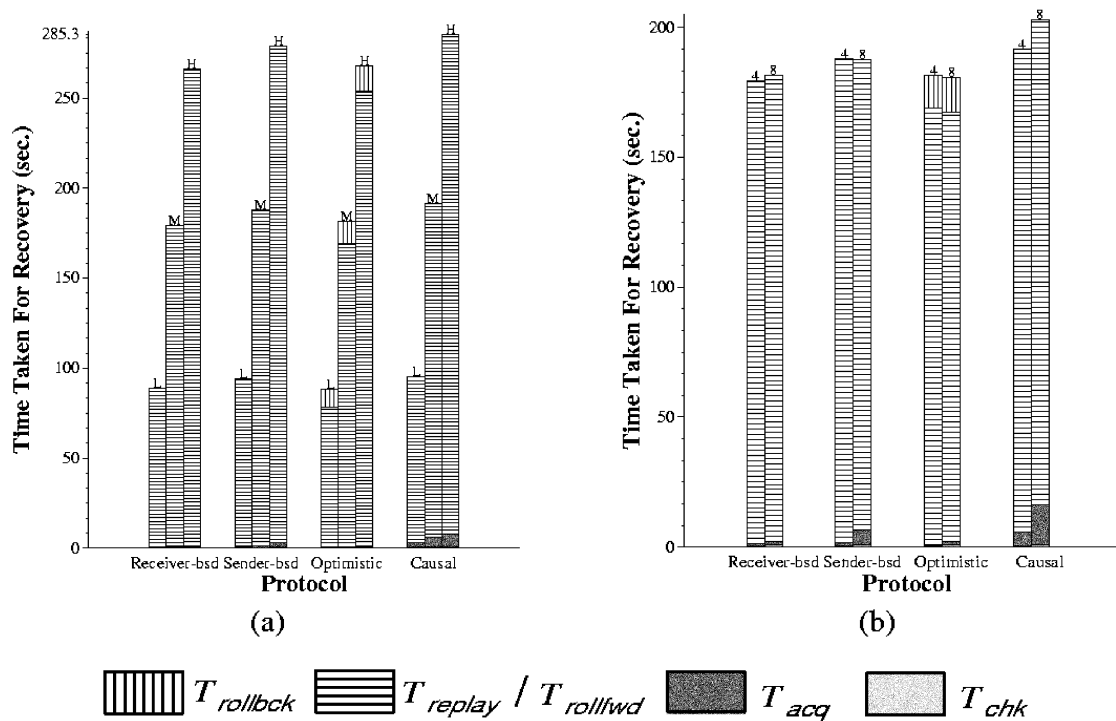 285.3
250
200
150
100
50
0
Time Taken For Recovery (sec.)
L M H
L M H
L M H
L M H
Receiver-bsd Sender-bsd Optimistic Causal
Protocol
(a)
200
150
100
50
0
Time Taken For Recovery (sec.)
4 8
4 8
4 8
4 8
Receiver-bsd Sender-bsd Optimistic Causal
Protocol
(b)
T rollbck T replay / T rollfwd T acq T chk